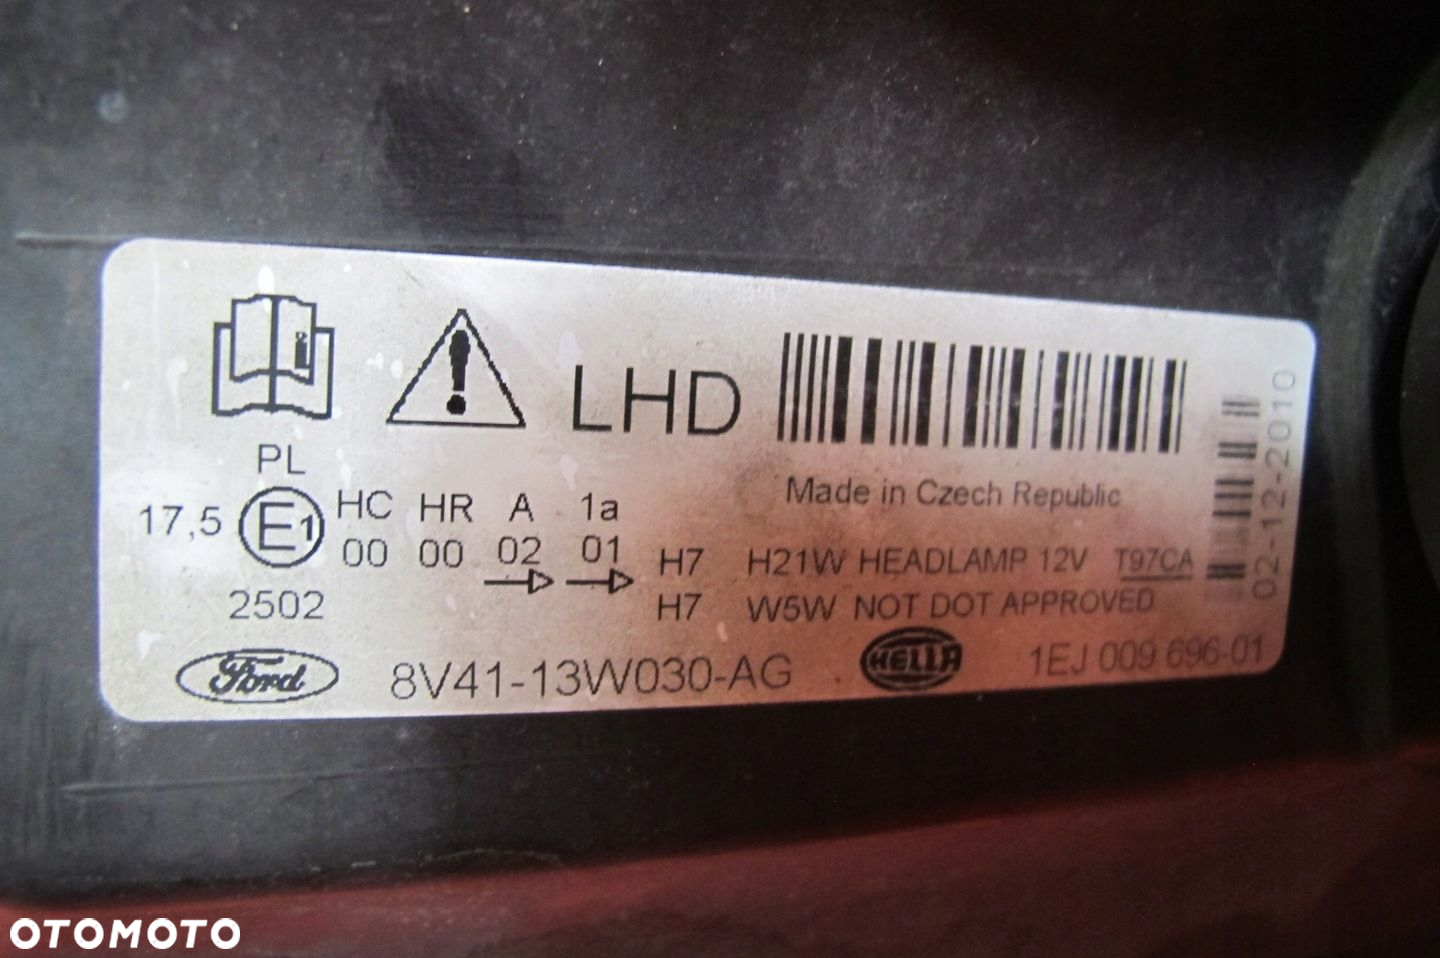 LHD
PL
17,5 E1 HC HR A 1a
00 00 02 01
2502
Made in Czech Republic
H7 H21W HEADLAMP 12V T97CA
H7 W5W NOT DOT APPROVED
Ford 8V41-13W030-AG HELLA 1EJ 009 696-01
02-12-2010
OTOMOTO